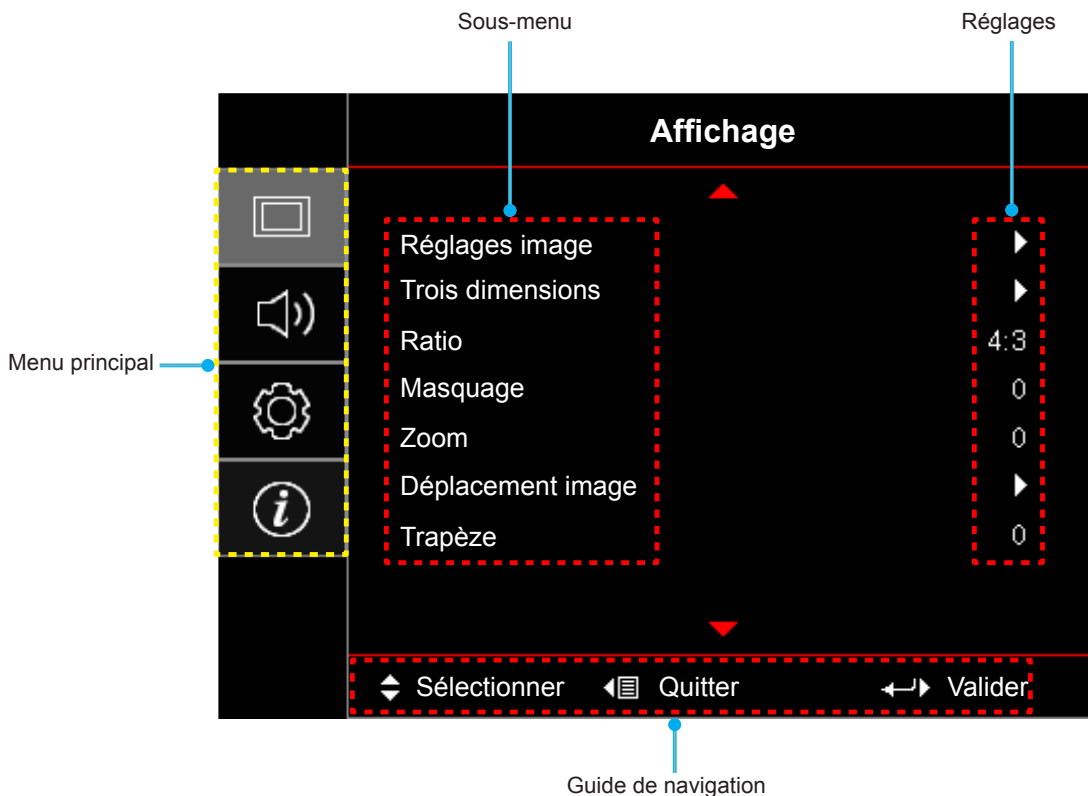 Sous-menu
Réglages
Affichage
Réglages image
Trois dimensions
Ratio 4:3
Menu principal
Masquage 0
Zoom 0
Déplacement image
i
Trapèze 0
Sélectionner Quitter Valider
Guide de navigation